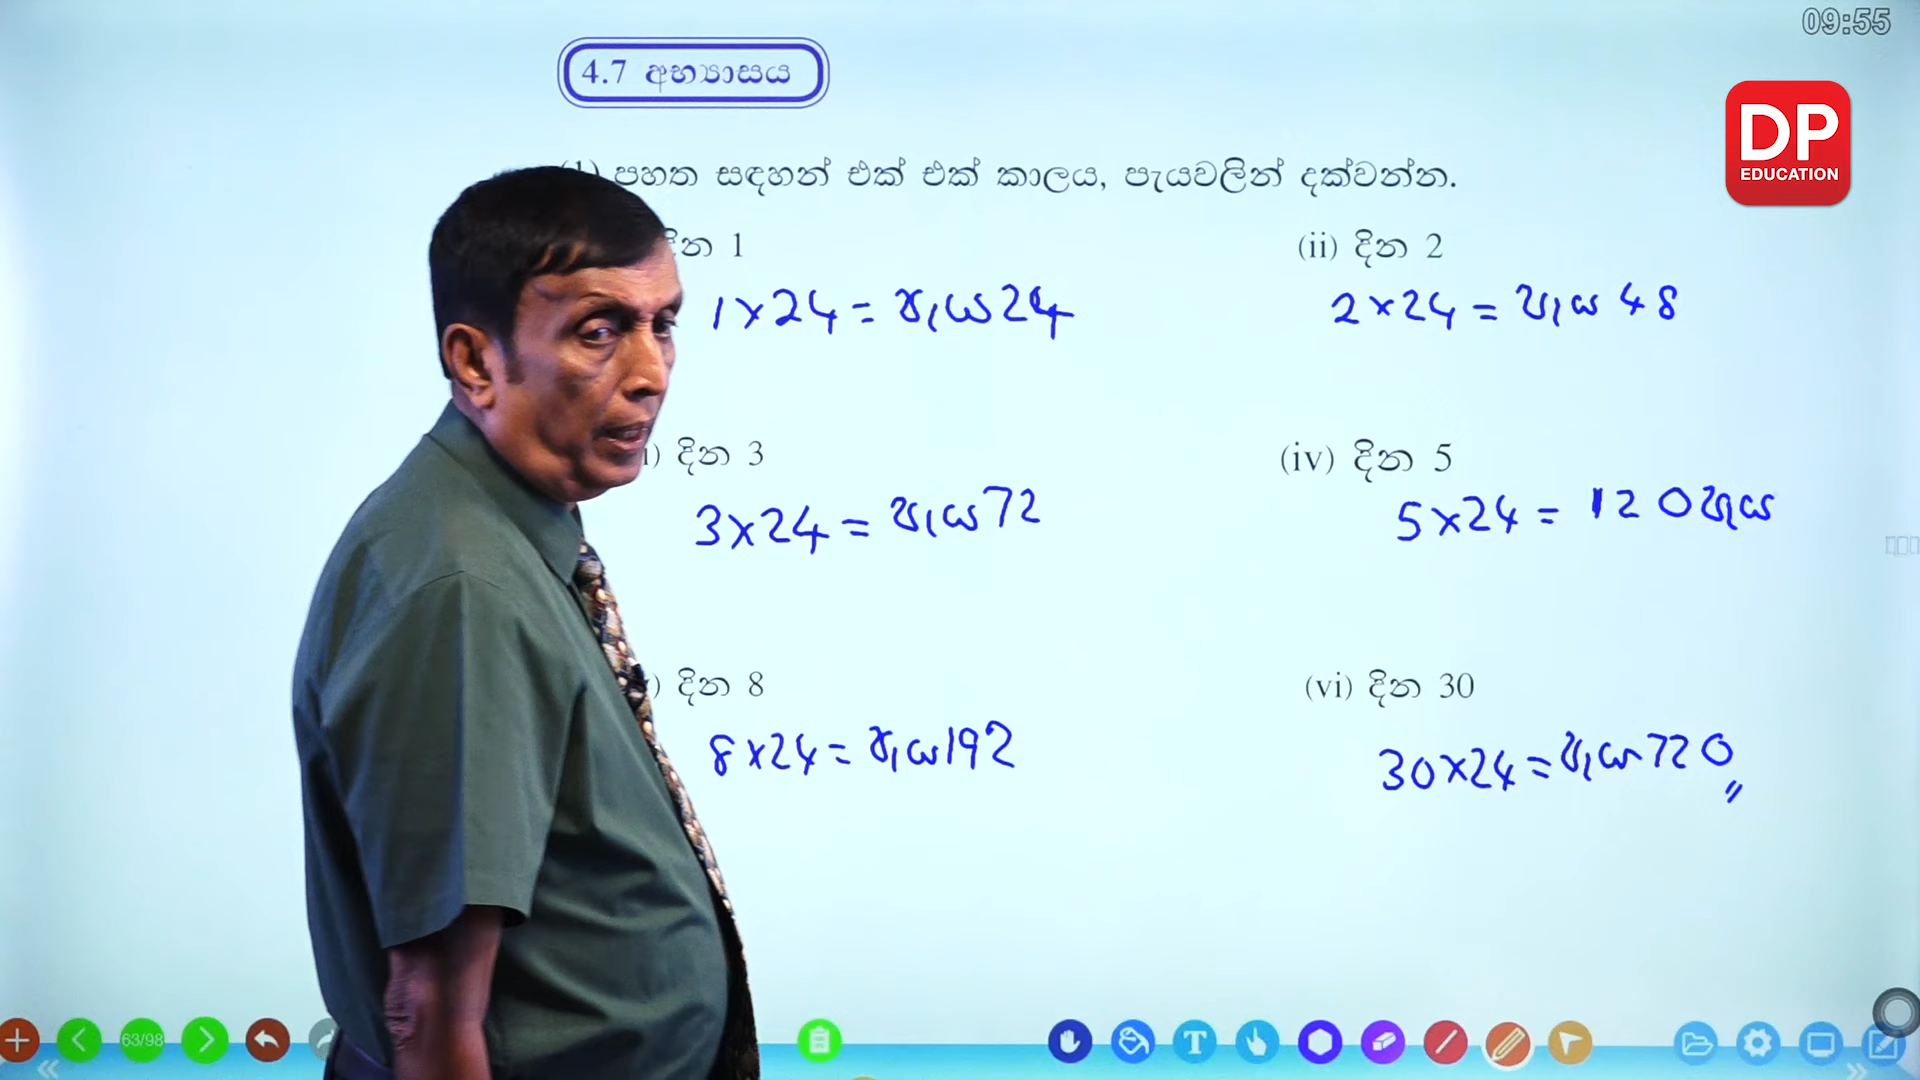 09:55
4.7 අභ්‍යාසය
DP
EDUCATION
පහත සඳහන් එක් එක් කාලය, පැයවලින් දක්වන්න.
දින 1
(ii) දින 2
1 x 24 = පැය 24
2 x 24 = පැය 48
දින 3
(iv) දින 5
3 x 24 = පැය 72
5 x 24 = 120 පැය
දින 8
(vi) දින 30
8 x 24 = පැය 192
30 x 24 = පැය 720
63/98
T